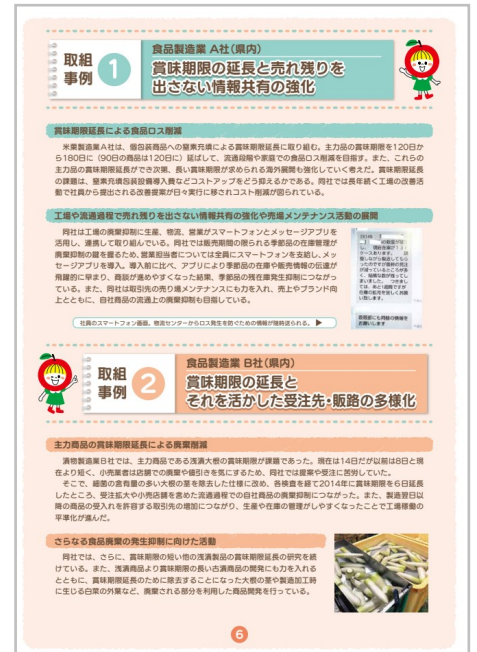 取組
事例
1
食品製造業 A社（県内）
賞味期限の延長と売れ残りを
出さない情報共有の強化
賞味期限延長による食品ロス削減
米菓製造業A社は、個包装商品への窒素充填による賞味期限延長に取り組む。主力品の賞味期限を120日か
ら180日に（90日の商品は120日に）延ばして、流通段階や家庭での食品ロス削減を目指す。また、これらの
主力品の賞味期限延長ができ次第、長い賞味期限が求められる海外展開も強化していく考えだ。賞味期限延長
の課題は、窒素充填包装設備導入費などコストアップをどう抑えるかである。同社では長年続く工場の改善活
動で社員から提出される改善提案が日々実行に移されコスト削減が図られている。
工場や流通過程で売れ残りを出さない情報共有の強化や売場メンテナンス活動の展開
同社は工場の廃棄抑制に生産、物流、営業がスマートフォンとメッセージアプリを
活用し、連携して取り組んでいる。同社では販売期間の限られる季節品の在庫管理が
廃棄抑制の鍵を握るため、営業担当者については全員にスマートフォンを支給し、メッ
セージアプリを導入。導入前に比べ、アプリにより季節品の在庫や販売情報の伝達が
飛躍的に早まり、商談が進めやすくなった結果、季節品の残在庫発生抑制につながっ
ている。また、同社は取引先の売り場メンテナンスにも力を入れ、売上やブランド向
上とともに、自社商品の流通上の廃棄抑制も目指している。
社員のスマートフォン画面。物流センターからロス発生を防ぐための情報が随時送られる。 ▶
取組
事例
2
食品製造業 B社（県内）
賞味期限の延長と
それを活かした受注先・販路の多様化
主力商品の賞味期限延長による廃棄削減
漬物製造業B社では、主力商品である浅漬大根の賞味期限が課題であった。現在は14日だが以前は8日と現
在より短く、小売業者は店舗での廃棄や値引きを気にするため、同社では提案や受注に苦労していた。
そこで、細菌の含有量の多い大根の茎を除去した仕様に改め、各検査を経て2014年に賞味期限を6日延長
したところ、受注拡大や小売店舗を含めた流通過程での自社商品の廃棄抑制につながった。また、製造翌日以
降の商品の受入れを許容する取引先の増加につながり、生産や在庫の管理がしやすくなったことで工場稼働の
平準化が進んだ。
さらなる食品廃棄の発生抑制に向けた活動
同社では、さらに、賞味期限の短い他の浅漬製品の賞味期限延長の研究を続
けている。また、浅漬商品より賞味期限の長い古漬商品の開発にも力を入れる
とともに、賞味期限延長のために除去することになった大根の茎や製造加工時
に生じる白菜の外葉など、廃棄される部分を利用した商品開発を行っている。
6